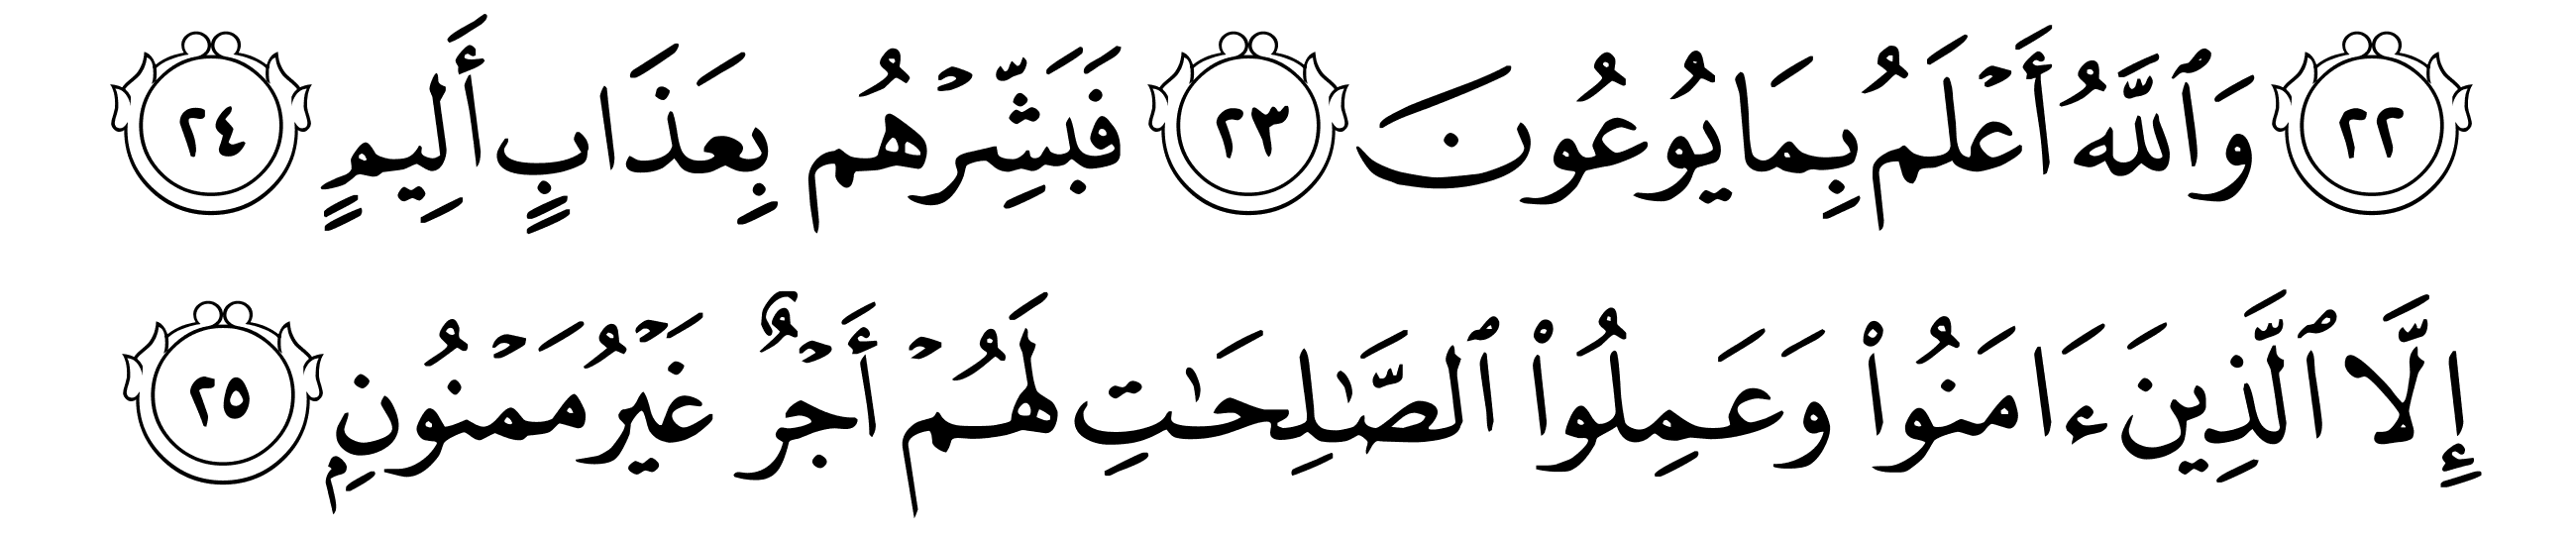 ٢٢ وَٱللَّهُ أَعۡلَمُ بِمَا يُوعُونَ ٢٣ فَبَشِّرۡهُم بِعَذَابٍ أَلِيمٍ ٢٤
إِلَّا ٱلَّذِينَ ءَامَنُواْ وَعَمِلُواْ ٱلصَّٰلِحَٰتِ لَهُمۡ أَجۡرٌ غَيۡرُ مَمۡنُونِۭ ٢٥